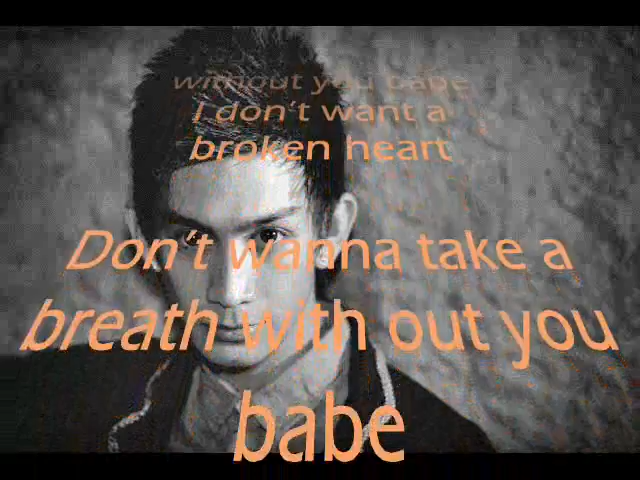 without you babe
I don't want a
broken heart
Don't wanna take a
breath with out you
babe